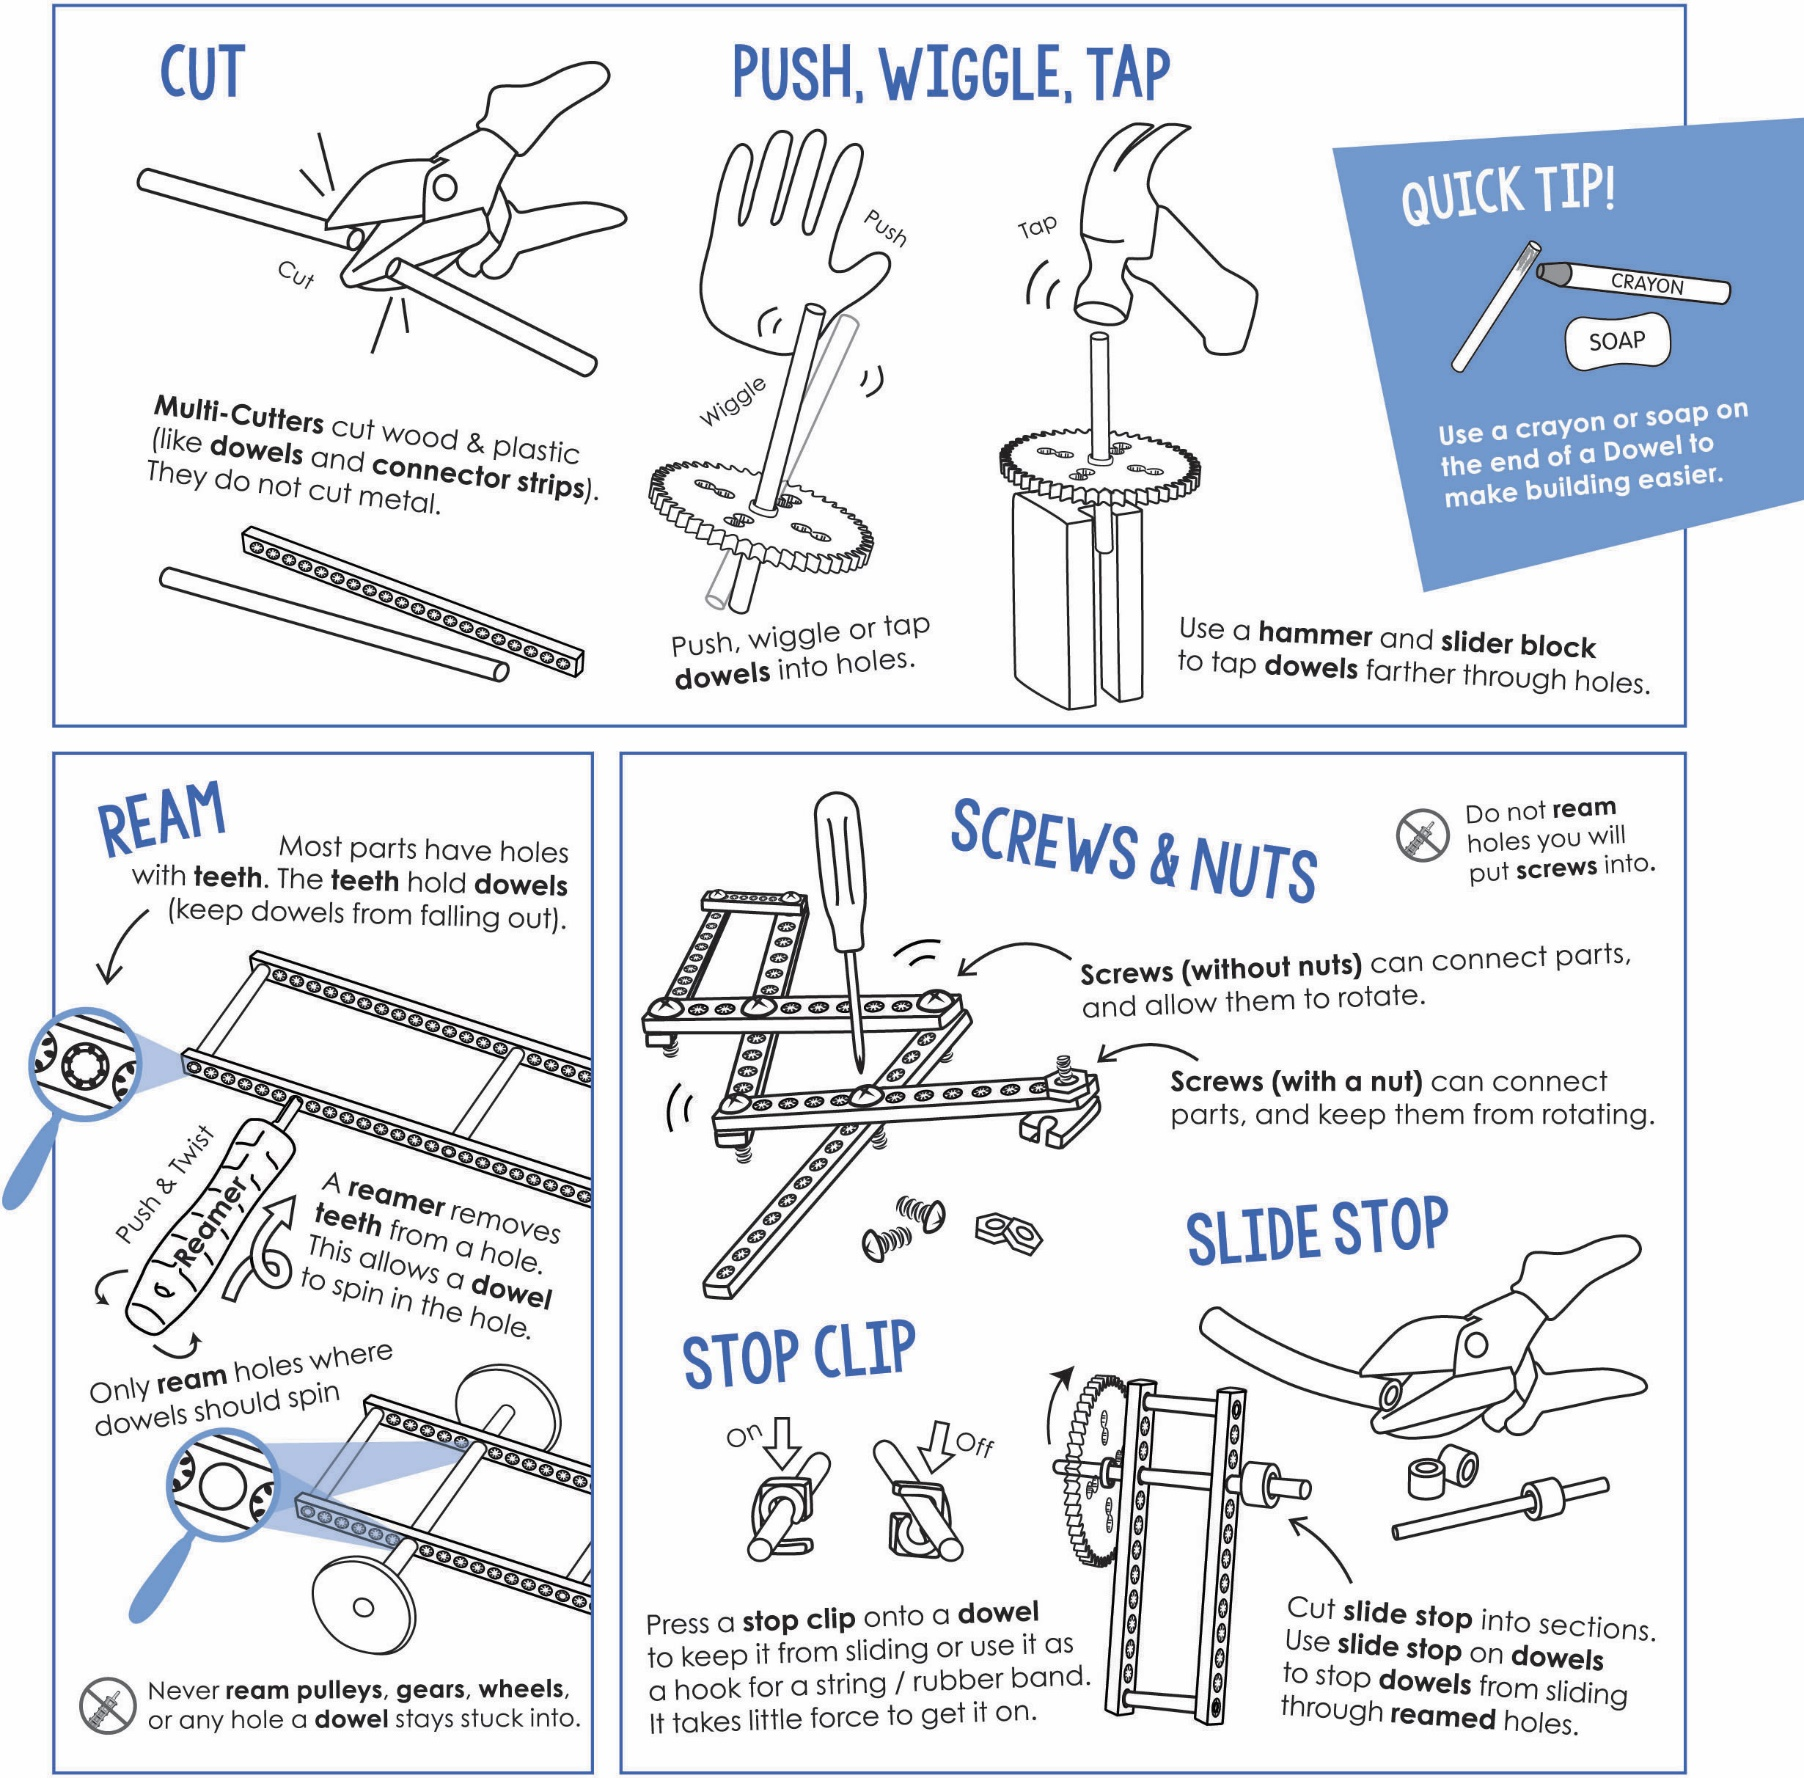 CUT
Cut
Multi-Cutters cut wood & plastic
(like dowels and connector strips).
They do not cut metal.
PUSH, WIGGLE, TAP
Push
Wiggle
Push, wiggle or tap
dowels into holes.
Tap
Use a hammer and slider block
to tap dowels farther through holes.
QUICK TIP!
CRAYON
SOAP
Use a crayon or soap on
the end of a Dowel to
make building easier.
REAM
Most parts have holes
with teeth. The teeth hold dowels
(keep dowels from falling out).
Push & Twist
Reamer
A reamer removes
teeth from a hole.
This allows a dowel
to spin in the hole.
Only ream holes where
dowels should spin
Never ream pulleys, gears, wheels,
or any hole a dowel stays stuck into.
SCREWS & NUTS
Do not ream
holes you will
put screws into.
Screws (without nuts) can connect parts,
and allow them to rotate.
Screws (with a nut) can connect
parts, and keep them from rotating.
STOP CLIP
On
Off
Press a stop clip onto a dowel
to keep it from sliding or use it as
a hook for a string / rubber band.
It takes little force to get it on.
SLIDE STOP
Cut slide stop into sections.
Use slide stop on dowels
to stop dowels from sliding
through reamed holes.